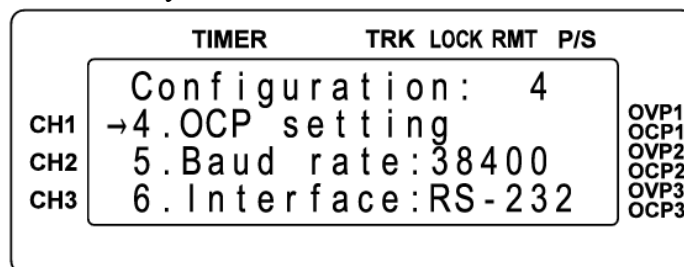 TIMER TRK LOCK RMT P/S
Configuration: 4
CH1 →4.OCP setting OVP1
OCP1
CH2 5.Baud rate:38400 OVP2
OCP2
CH3 6.Interface:RS-232 OVP3
OCP3